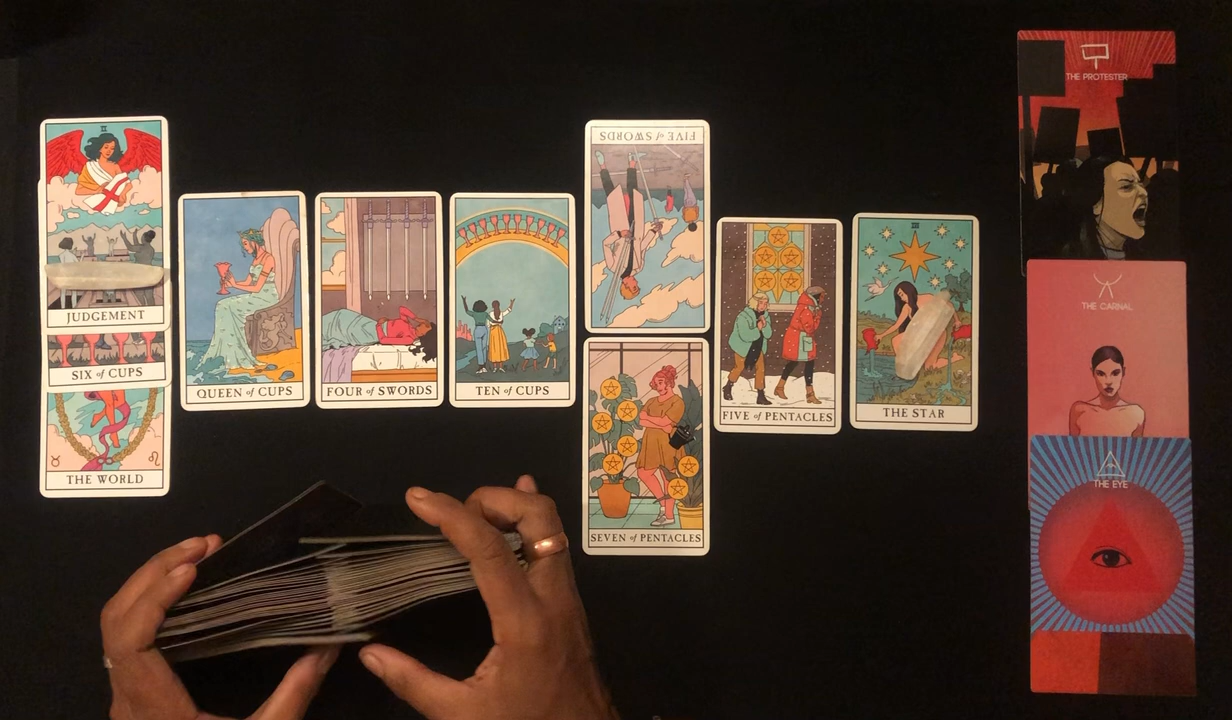 JUDGEMENT
SIX of CUPS
THE WORLD
QUEEN of CUPS
FOUR of SWORDS
TEN of CUPS
FIVE of SWORDS
SEVEN of PENTACLES
FIVE of PENTACLES
THE STAR
THE PROTESTER
THE CARNAL
THE EYE